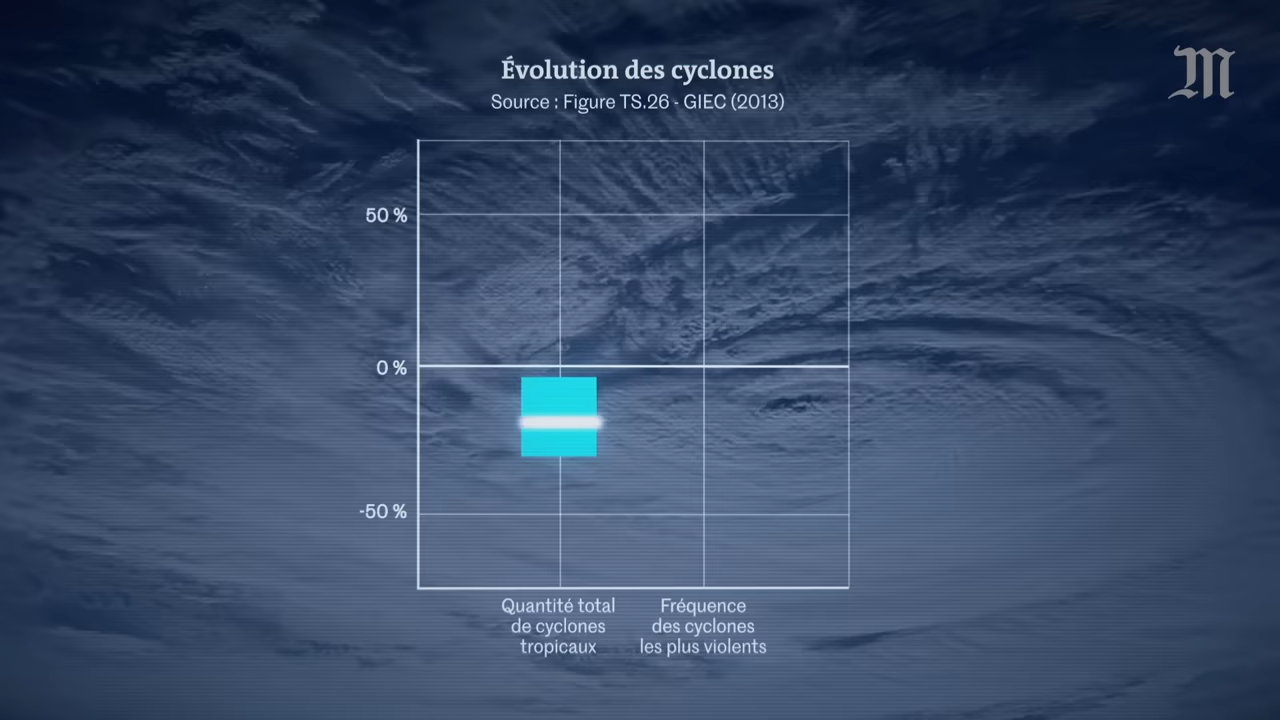 Évolution des cyclones
Source : Figure TS.26 - GIEC (2013)
M
50 %
0 %
-50 %
Quantité total
de cyclones
tropicaux
Fréquence
des cyclones
les plus violents